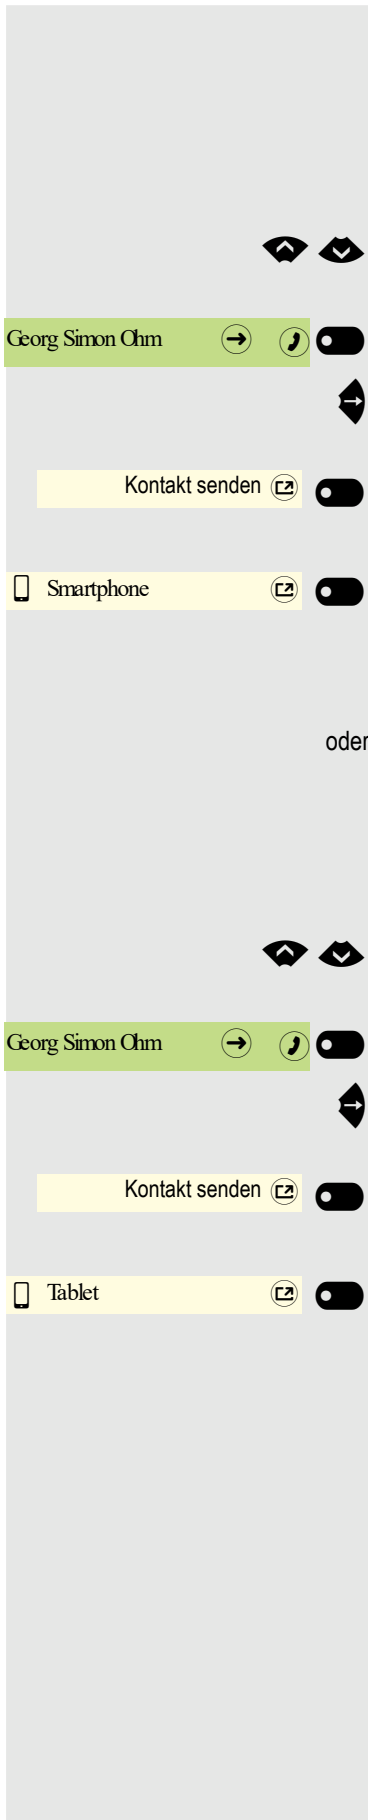 Georg Simon Ohm
Kontakt senden
Smartphone
oder
Georg Simon Ohm
Kontakt senden
Tablet